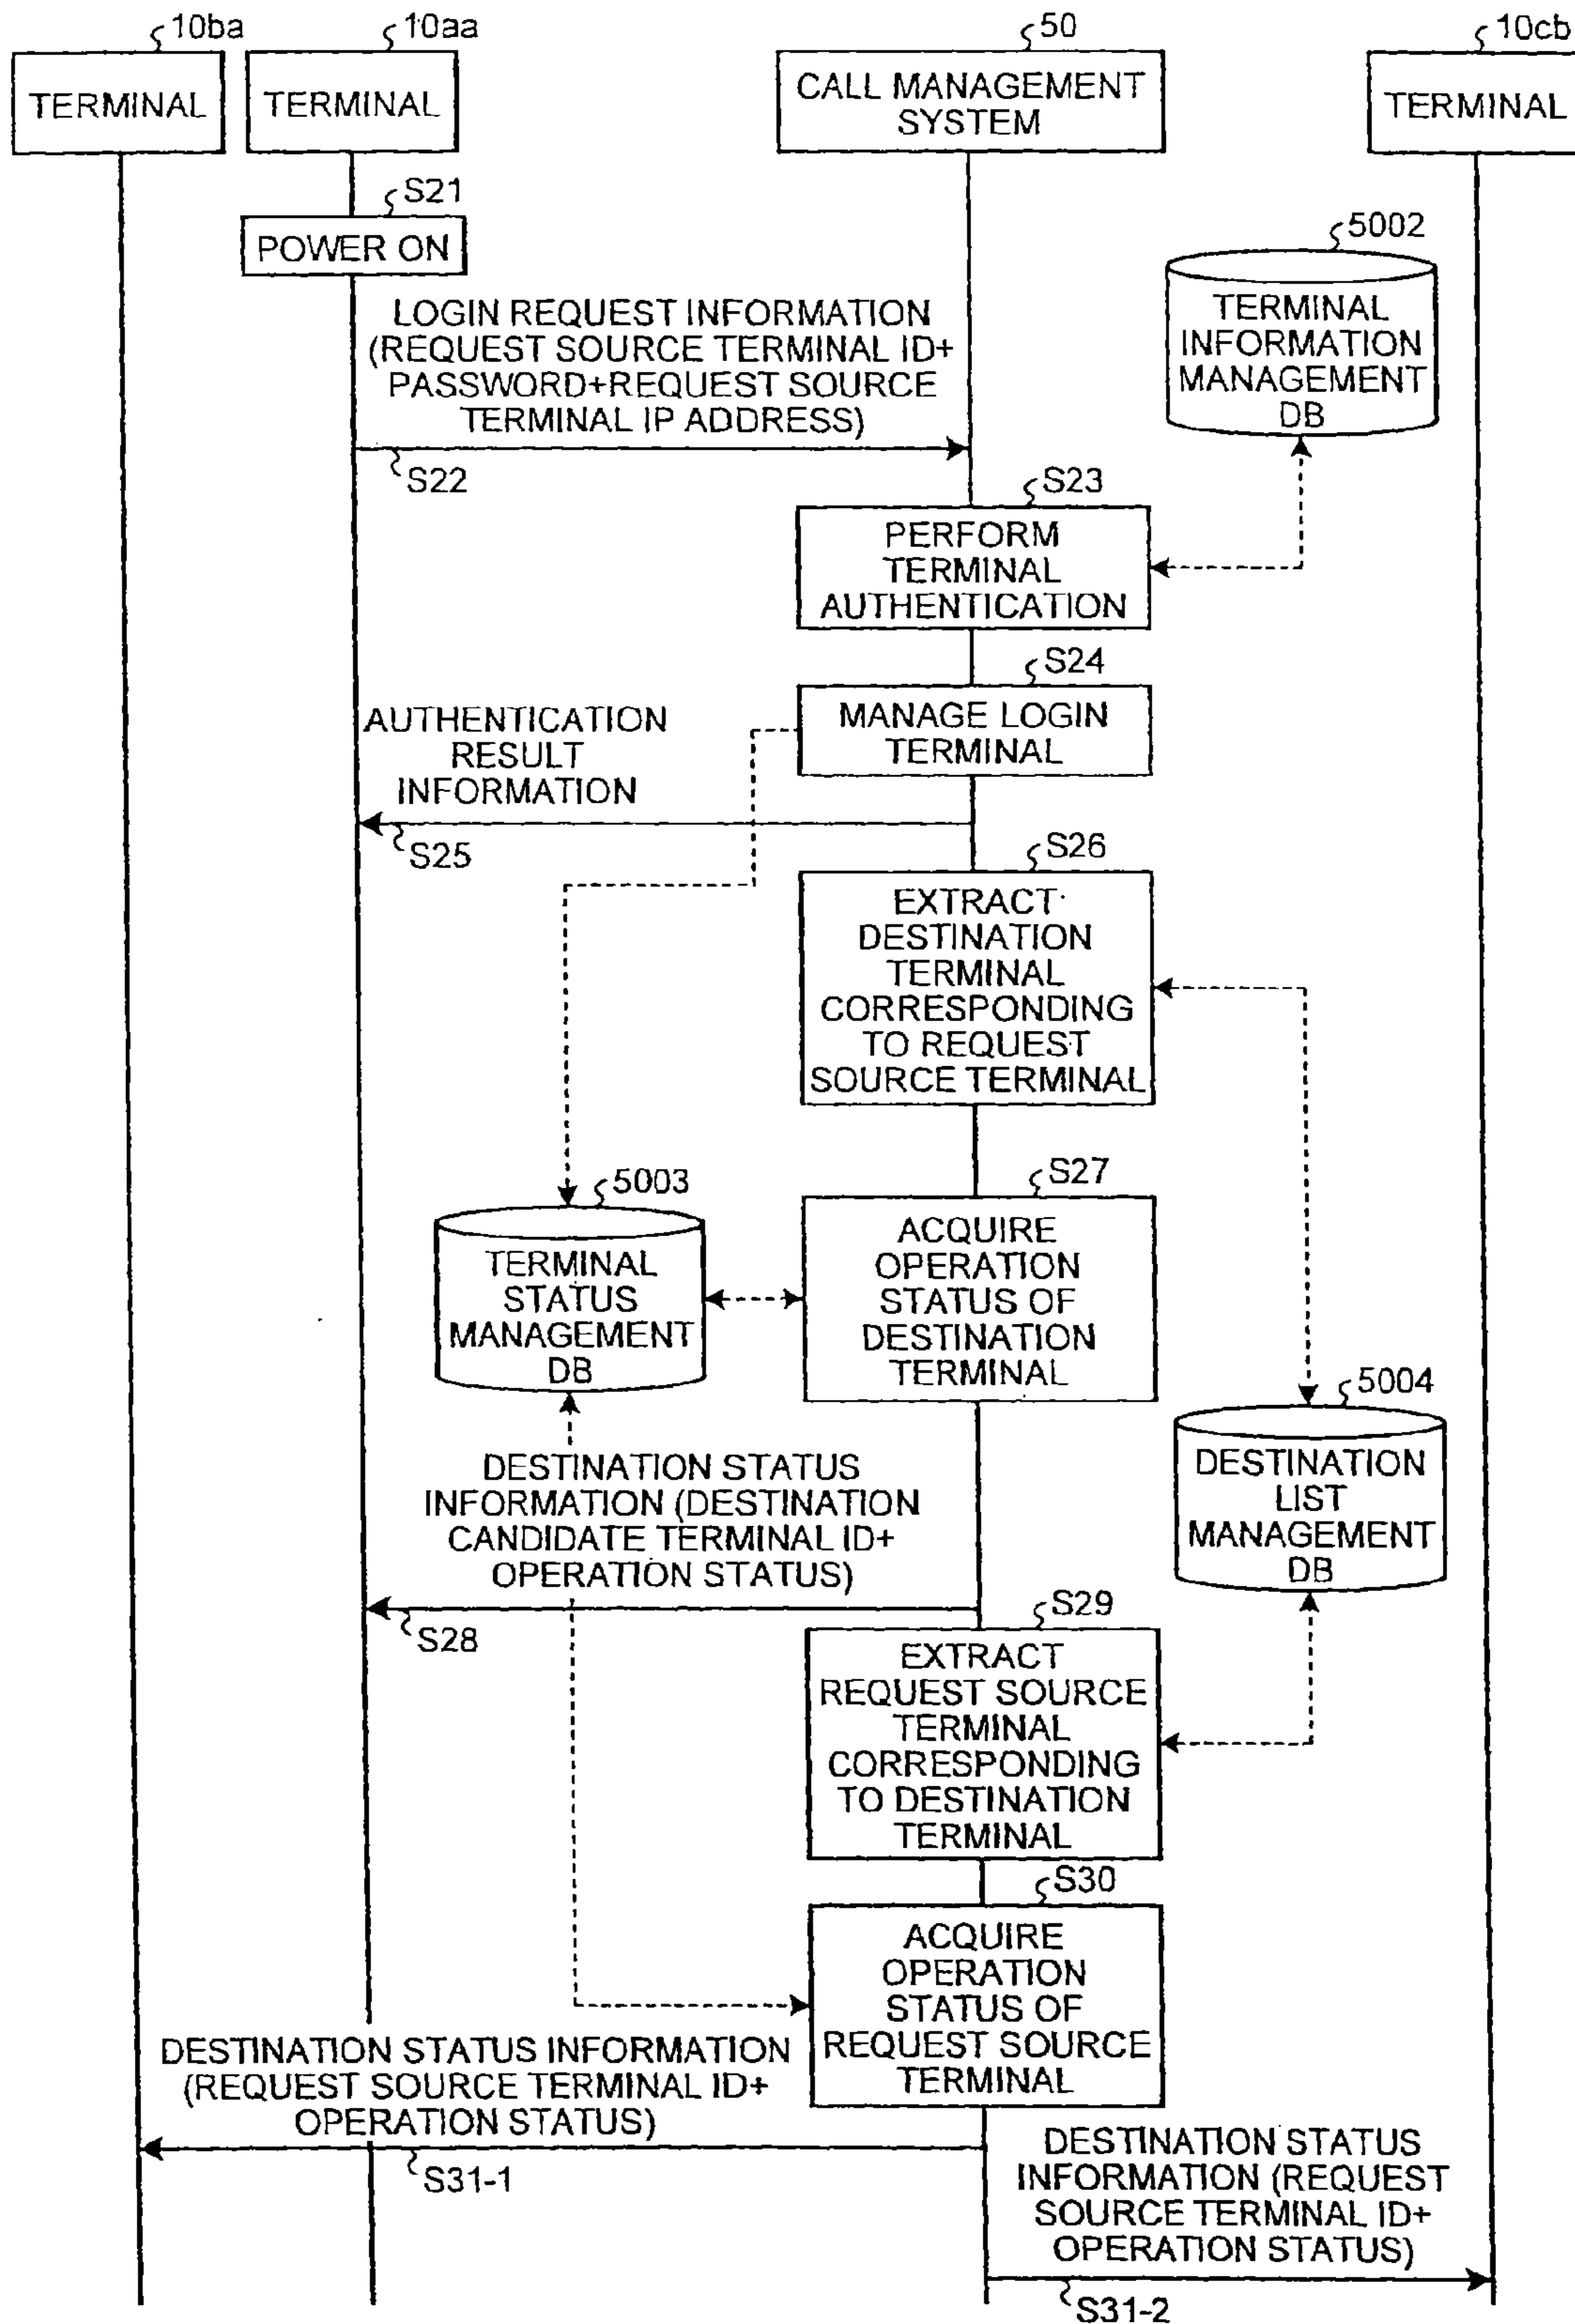 10ba
10aa
50
10cb
TERMINAL
TERMINAL
CALL MANAGEMENT
SYSTEM
TERMINAL
S21
POWER ON
5002
TERMINAL
INFORMATION
MANAGEMENT
DB
LOGIN REQUEST INFORMATION
(REQUEST SOURCE TERMINAL ID+
PASSWORD+REQUEST SOURCE
TERMINAL IP ADDRESS)
S22
S23
PERFORM
TERMINAL
AUTHENTICATION
S24
MANAGE LOGIN
TERMINAL
AUTHENTICATION
RESULT
INFORMATION
S25
S26
EXTRACT
DESTINATION
TERMINAL
CORRESPONDING
TO REQUEST
SOURCE TERMINAL
S27
ACQUIRE
OPERATION
STATUS OF
DESTINATION
TERMINAL
5003
TERMINAL
STATUS
MANAGEMENT
DB
5004
DESTINATION
LIST
MANAGEMENT
DB
DESTINATION STATUS
INFORMATION (DESTINATION
CANDIDATE TERMINAL ID+
OPERATION STATUS)
S28
S29
EXTRACT
REQUEST SOURCE
TERMINAL
CORRESPONDING
TO DESTINATION
TERMINAL
S30
ACQUIRE
OPERATION
STATUS OF
REQUEST SOURCE
TERMINAL
DESTINATION STATUS INFORMATION
(REQUEST SOURCE TERMINAL ID+
OPERATION STATUS)
S31-1
DESTINATION STATUS
INFORMATION (REQUEST
SOURCE TERMINAL ID+
OPERATION STATUS)
S31-2